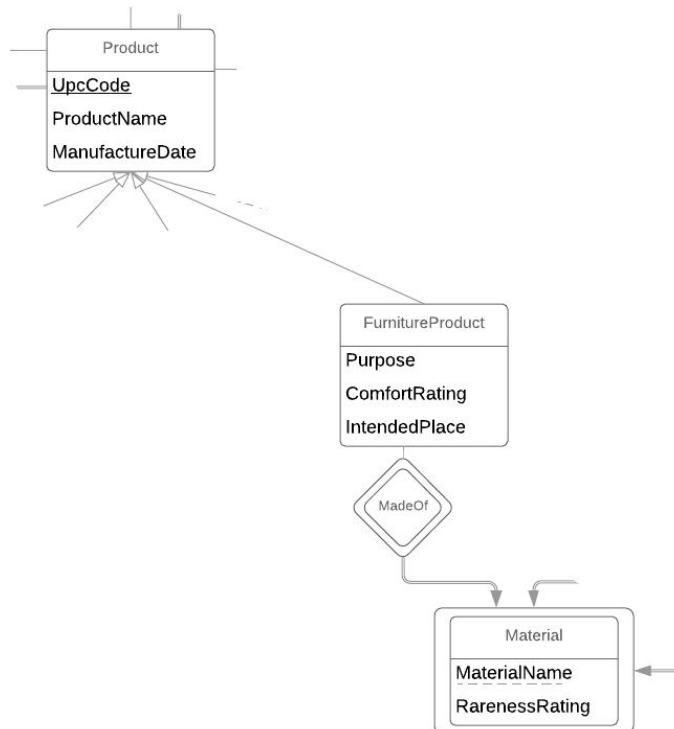 Product
UpcCode
ProductName
ManufactureDate
FurnitureProduct
Purpose
ComfortRating
IntendedPlace
MadeOf
Material
MaterialName
RarenessRating